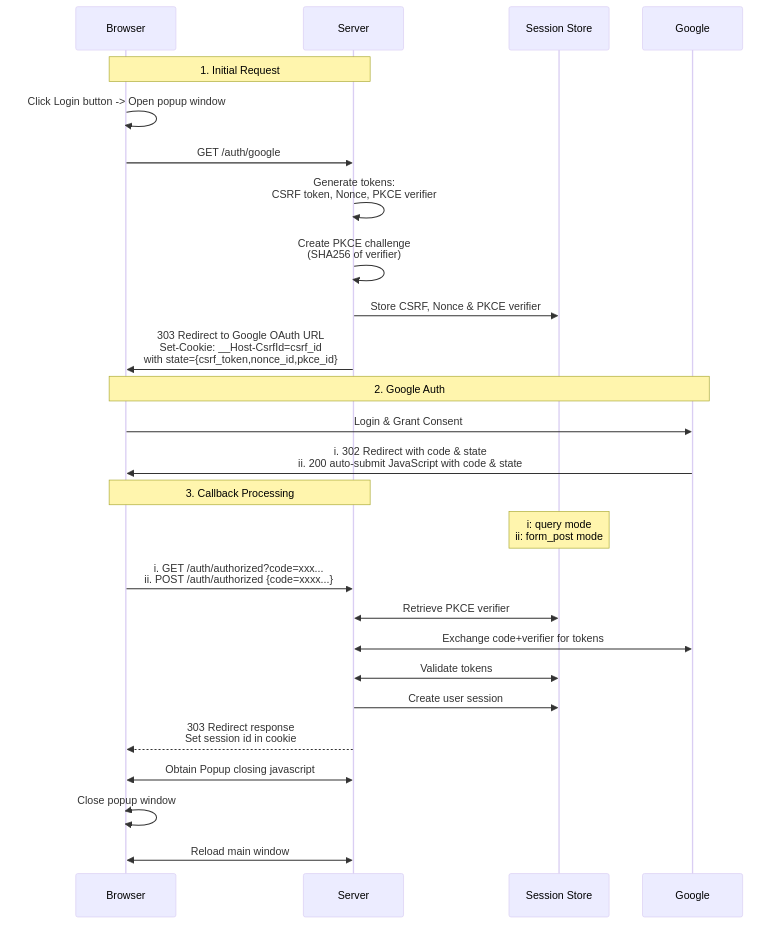 Browser
Server
Session Store
Google
1. Initial Request
Click Login button -> Open popup window
GET /auth/google
Generate tokens:
CSRF token, Nonce, PKCE verifier
Create PKCE challenge
(SHA256 of verifier)
Store CSRF, Nonce & PKCE verifier
303 Redirect to Google OAuth URL
Set-Cookie: __Host-CsrfId=csrf_id
with state={csrf_token,nonce_id,pkce_id}
2. Google Auth
Login & Grant Consent
i. 302 Redirect with code & state
ii. 200 auto-submit JavaScript with code & state
3. Callback Processing
i: query mode
ii: form_post mode
i. GET /auth/authorized?code=xxx...
ii. POST /auth/authorized {code=xxxx...}
Retrieve PKCE verifier
Exchange code+verifier for tokens
Validate tokens
Create user session
303 Redirect response
Set session id in cookie
Obtain Popup closing javascript
Close popup window
Reload main window
Browser
Server
Session Store
Google